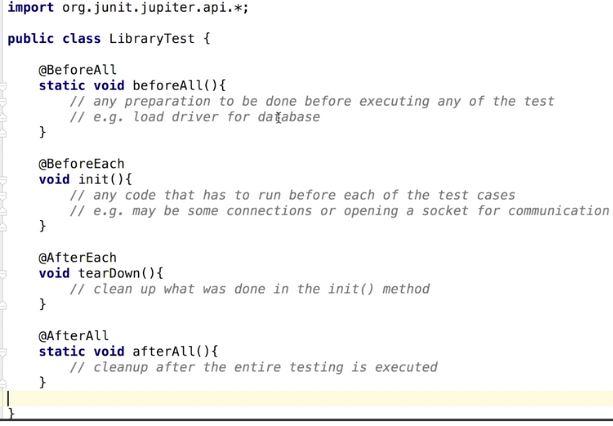 import org.junit.jupiter.api.*;
public class LibraryTest {
@BeforeAll
static void beforeAll(){
// any preparation to be done before executing any of the test
// e.g. load driver for database
}
@BeforeEach
void init(){
// any code that has to run before each of the test cases
// e.g. may be some connections or opening a socket for communication
}
@AfterEach
void tearDown(){
// clean up what was done in the init() method
}
@AfterAll
static void afterAll(){
// cleanup after the entire testing is executed
}
}